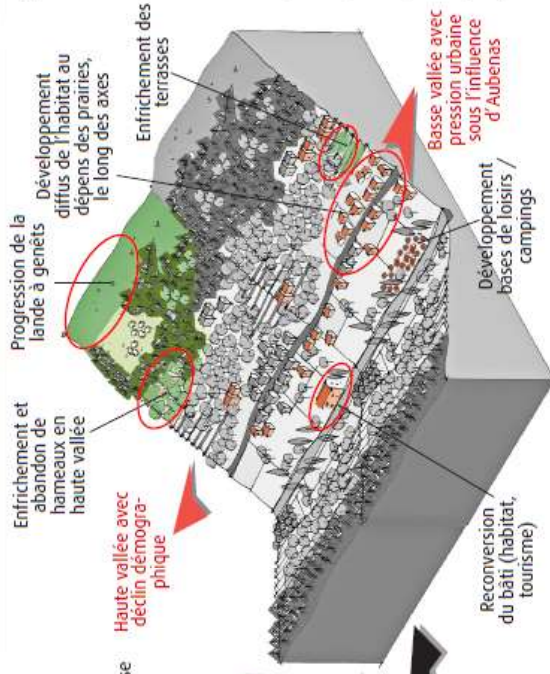 Progression de la
lande à genêts
Développement
diffus de l'habitat au
dépens des prairies,
le long des axes
Enfrichement des
terrasses
Enfrichement et
abandon de
hameaux en
haute vallée
Haute vallée avec
déclin démogra-
phique
Basse vallée avec
pression urbaine
sous l'influence
d'Aubenas
Développement
bases de loisirs /
campings
Reconversion
du bâti (habitat,
tourisme)
se